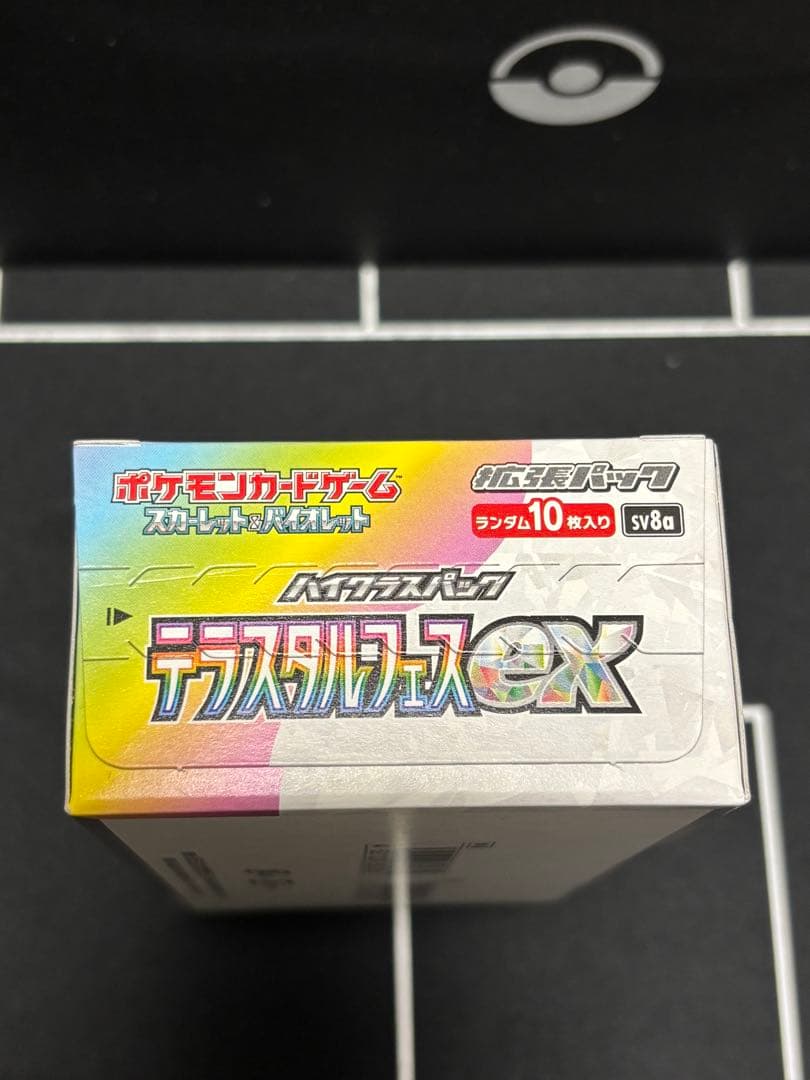 ポケモンカードゲーム™
スカーレット&バイオレット
拡張パック
ランダム10枚入り sv8a
ハイクラスパック
テラスタルフェスex